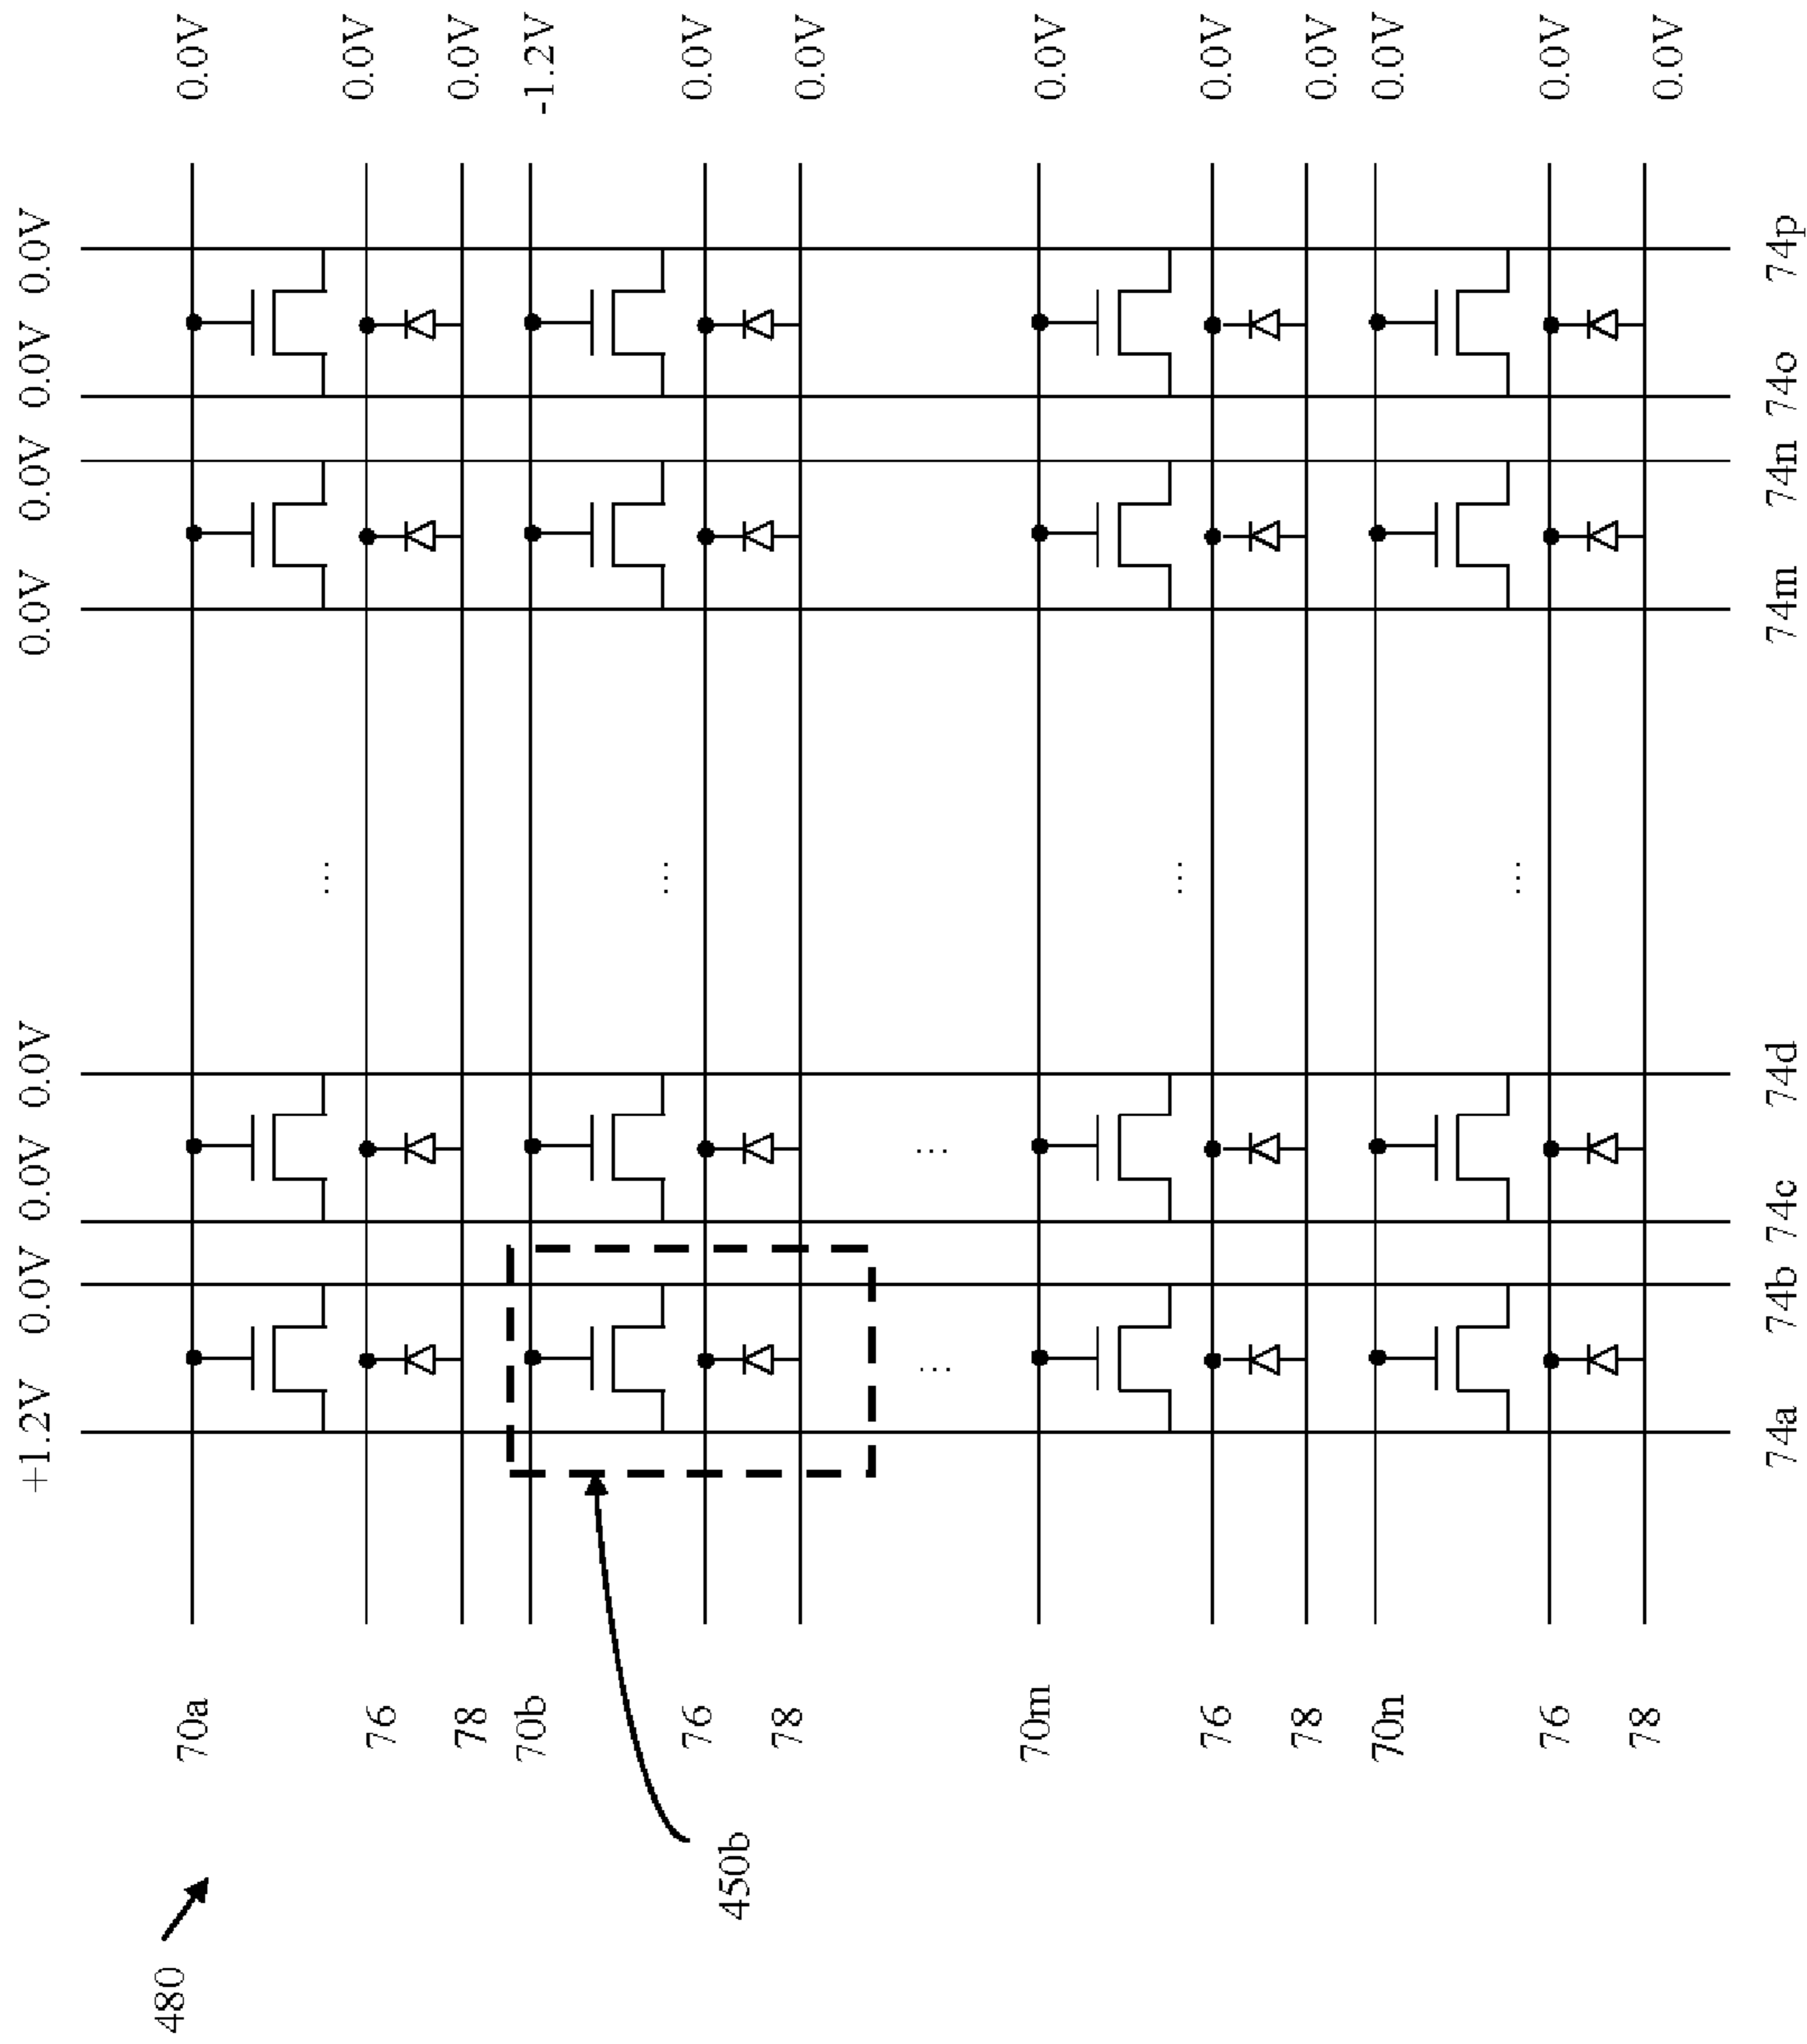 +1.2V 0.0V 0.0V 0.0V 0.0V 0.0V 0.0V 0.0V
480
70a 0.0V
...
76 0.0V
78 0.0V
70b -1.2V
...
76 0.0V
450b
78 0.0V
... ...
70m 0.0V
...
76 0.0V
78 0.0V
70n 0.0V
...
76 0.0V
78 0.0V
74a 74b 74c 74d 74m 74n 74o 74p